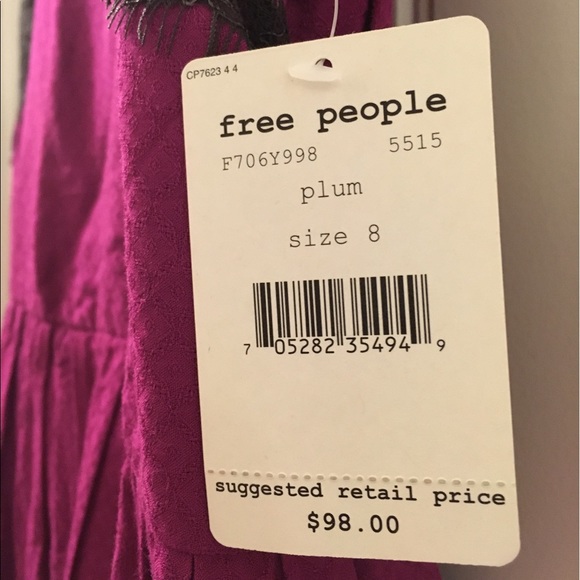 CP7623 4 4
free people
F706Y998 5515
plum
size 8
7 05282 35494 9
suggested retail price
$98.00